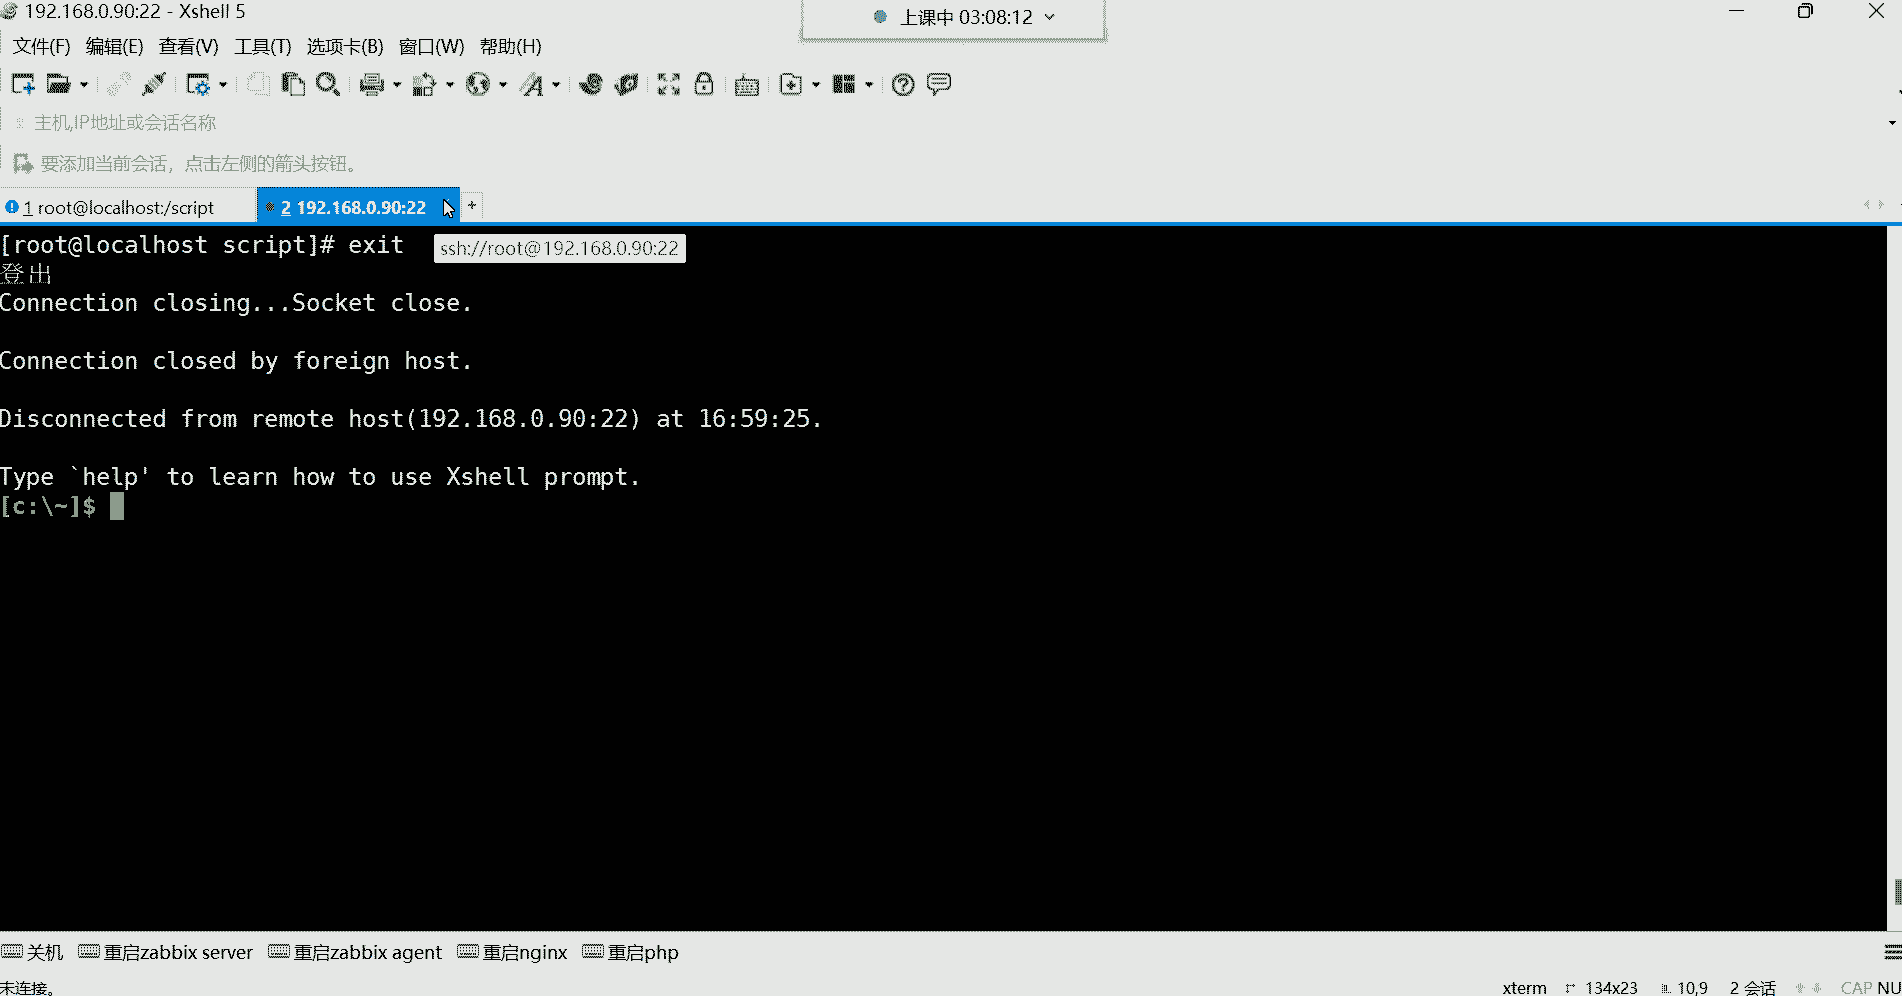 192.168.0.90:22 - Xshell 5
上课中 03:08:12
文件(F) 编辑(E) 查看(V) 工具(T) 选项卡(B) 窗口(W) 帮助(H)
主机,IP地址或会话名称
要添加当前会话，点击左侧的箭头按钮。
1 root@localhost:/script
2 192.168.0.90:22
+
[root@localhost script]# exit
ssh://root@192.168.0.90:22
登出
Connection closing...Socket close.
Connection closed by foreign host.
Disconnected from remote host(192.168.0.90:22) at 16:59:25.
Type `help' to learn how to use Xshell prompt.
[c:\~]$
关机 重启zabbix server 重启zabbix agent 重启nginx 重启php
未连接。
xterm 134x23 10,9 2 会话 CAP NU